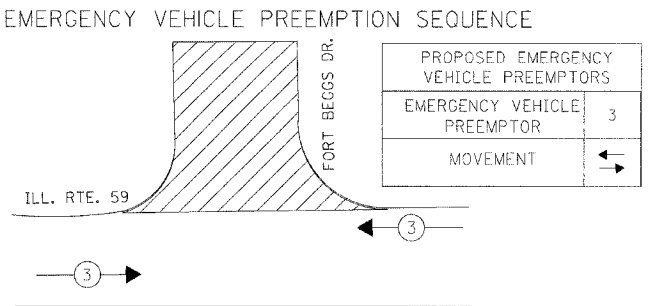 EMERGENCY VEHICLE PREEMPTION SEQUENCE
FORT BEGGS DR.
PROPOSED EMERGENCY
VEHICLE PREEMPTORS
EMERGENCY VEHICLE
PREEMPTOR
3
MOVEMENT
ILL. RTE. 59
3
3